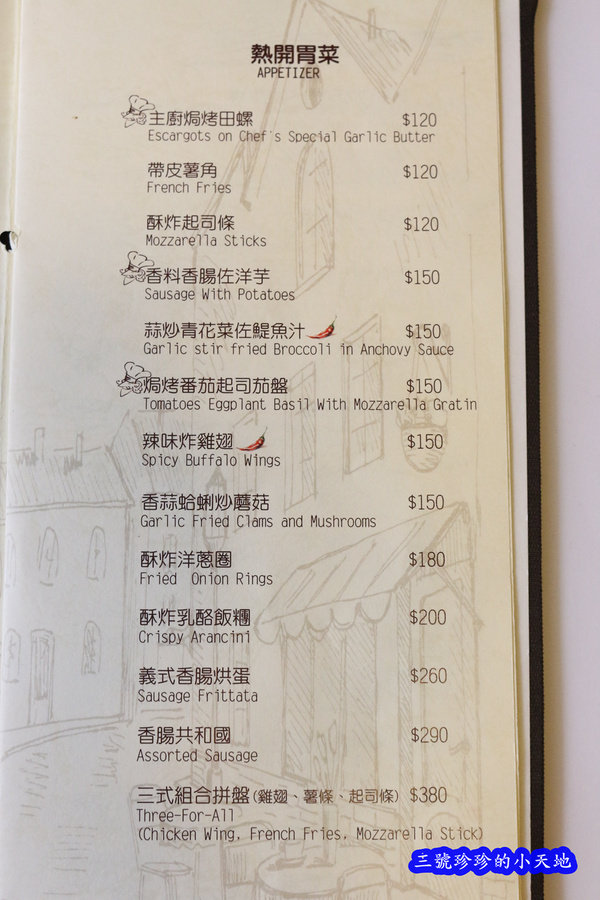 熱開胃菜
APPETIZER
主廚焗烤田螺 $120
Escargots on Chef's Special Garlic Butter
帶皮薯角 $120
French Fries
酥炸起司條 $120
Mozzarella Sticks
香料香腸佐洋芋 $150
Sausage With Potatoes
蒜炒青花菜佐鯷魚汁 $150
Garlic stir fried Broccoli in Anchovy Sauce
焗烤番茄起司茄盤 $150
Tomatoes Eggplant Basil With Mozzarella Gratin
辣味炸雞翅 $150
Spicy Buffalo Wings
香蒜蛤蜊炒蘑菇 $150
Garlic Fried Clams and Mushrooms
酥炸洋蔥圈 $180
Fried Onion Rings
酥炸乳酪飯糰 $200
Crispy Arancini
義式香腸烘蛋 $260
Sausage Frittata
香腸共和國 $290
Assorted Sausage
三式組合拼盤(雞翅、薯條、起司條) $380
Three-For-All
(Chicken Wing, French Fries, Mozzarella Stick)
三號珍珍的小天地